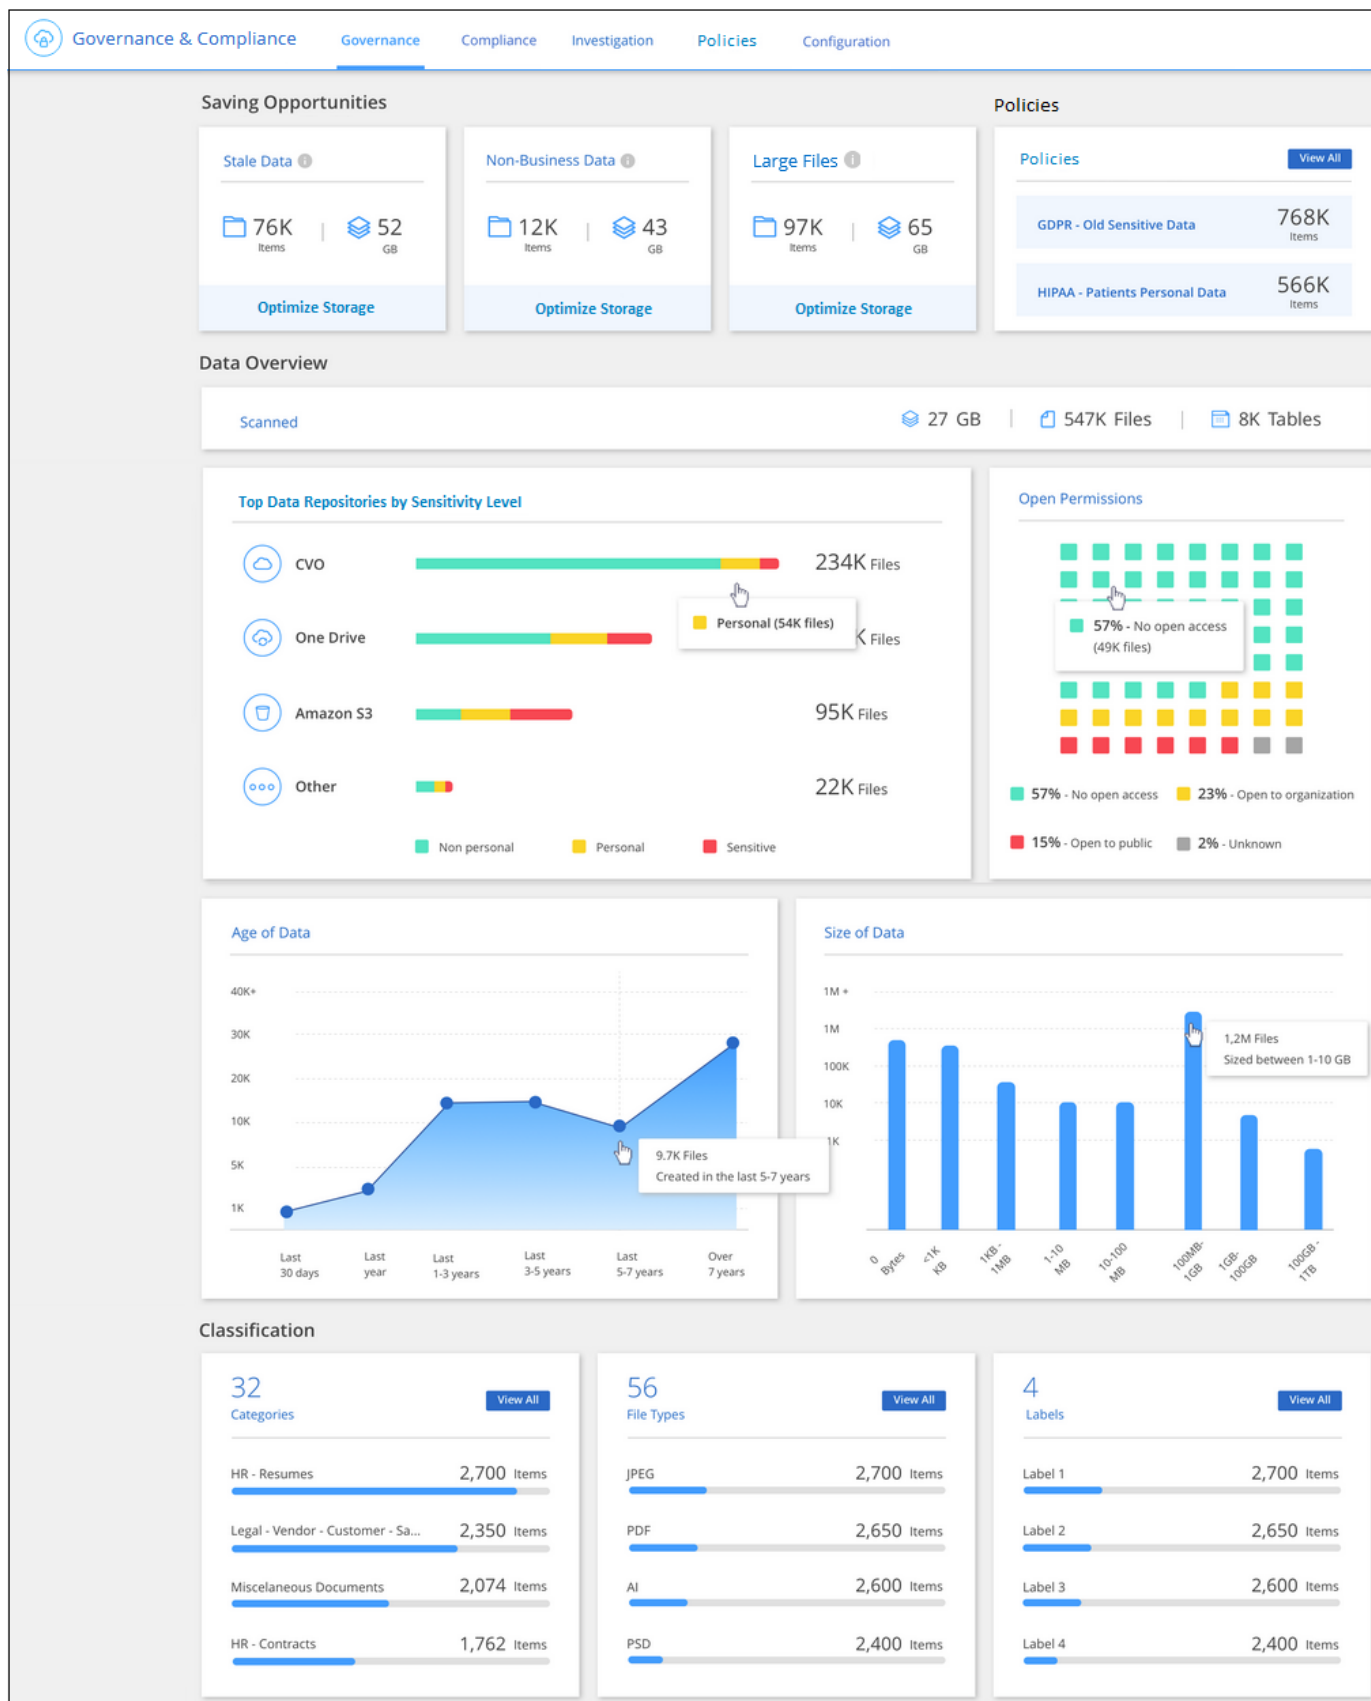 Governance & Compliance Governance Compliance Investigation Policies Configuration
Saving Opportunities
Policies
Stale Data
76K Items
52 GB
Optimize Storage
Non-Business Data
12K Items
43 GB
Optimize Storage
Large Files
97K Items
65 GB
Optimize Storage
Policies View All
GDPR - Old Sensitive Data 768K Items
HIPAA - Patients Personal Data 566K Items
Data Overview
Scanned 27 GB 547K Files 8K Tables
Top Data Repositories by Sensitivity Level
CVO 234K Files
Personal (54K files)
One Drive K Files
Amazon S3 95K Files
Other 22K Files
Non personal Personal Sensitive
Open Permissions
57% - No open access
(49K files)
57% - No open access 23% - Open to organization
15% - Open to public 2% - Unknown
Age of Data
40K+
30K
20K
10K
5K
1K
9.7K Files
Created in the last 5-7 years
Last 30 days
Last year
Last 1-3 years
Last 3-5 years
Last 5-7 years
Over 7 years
Size of Data
1M +
1M
100K
10K
1K
1,2M Files
Sized between 1-10 GB
0 Bytes
<1K KB
1KB - 1MB
1-10 MB
10-100 MB
100MB- 1GB
1GB- 100GB
100GB - 1TB
Classification
32
Categories
View All
HR - Resumes 2,700 Items
Legal - Vendor - Customer - Sa... 2,350 Items
Miscelaneous Documents 2,074 Items
HR - Contracts 1,762 Items
56
File Types
View All
JPEG 2,700 Items
PDF 2,650 Items
AI 2,600 Items
PSD 2,400 Items
4
Labels
View All
Label 1 2,700 Items
Label 2 2,650 Items
Label 3 2,600 Items
Label 4 2,400 Items